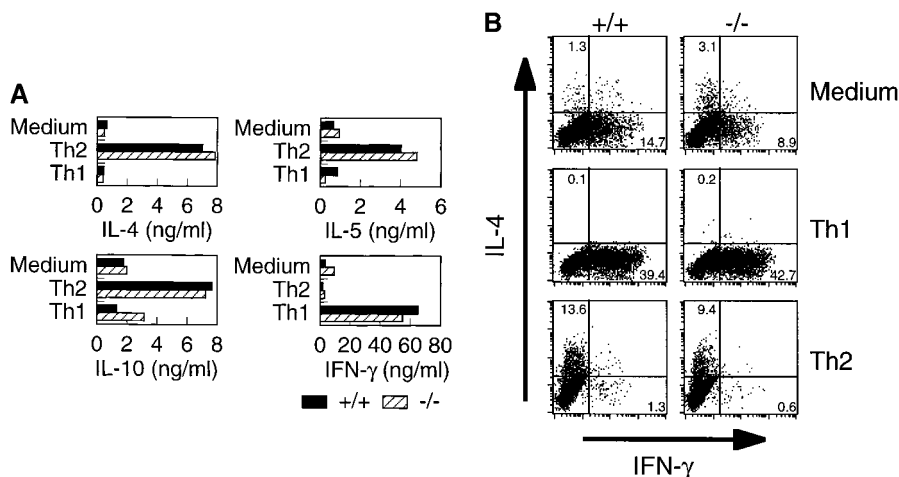 A
Medium
Th2
Th1
0 2 4 6 8
IL-4 (ng/ml)
Medium
Th2
Th1
0 2 4 6
IL-5 (ng/ml)
Medium
Th2
Th1
0 2 4 6 8
IL-10 (ng/ml)
Medium
Th2
Th1
0 20 40 60 80
IFN-γ (ng/ml)
+/+ -/-
B
+/+ -/-
1.3 3.1
Medium
14.7 8.9
0.1 0.2
Th1
39.4 42.7
13.6 9.4
Th2
1.3 0.6
IL-4
IFN-γ